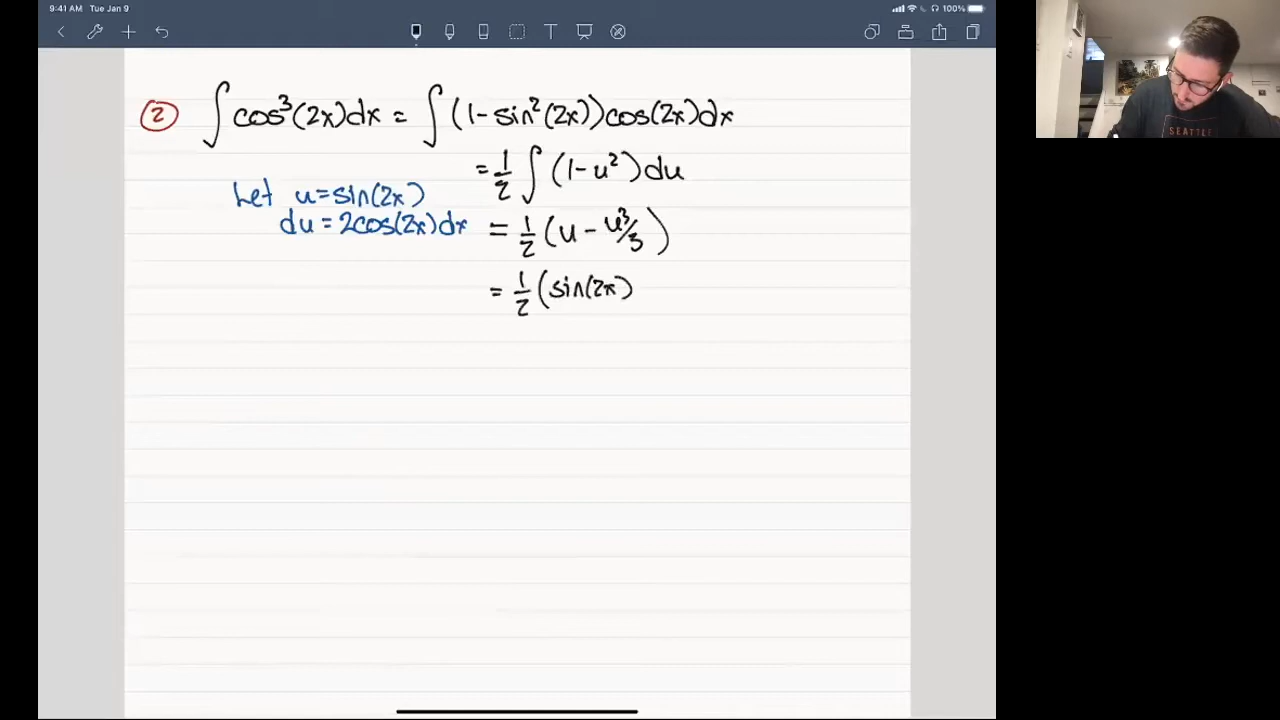 9:41 AM Tue Jan 9
100%
② ∫ cos³(2x)dx = ∫ (1-sin²(2x))cos(2x)dx
= 1/2 ∫ (1-u²)du
Let u=sin(2x)
du = 2cos(2x)dx
= 1/2 (u - u³/3)
= 1/2 (sin(2x)
SEATTLE